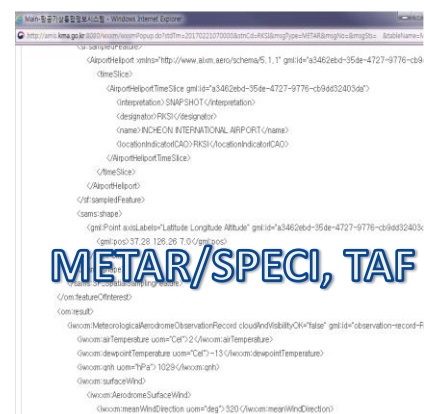 Main-항공기상통합정보시스템 - Windows Internet Explorer
<sf:sampledFeature>
<AirportHeliport xmlns="http://www.aixm.aero/schema/5.1.1" gml:id="a3462ebd-35de-4727-9776-cb9
<timeSlice>
<AirportHeliportTimeSlice gml:id="a3462ebd-35de-4727-9776-cb9dd32403da">
<interpretation>SNAPSHOT</interpretation>
<designator>RKSI</designator>
<name>INCHEON INTERNATIONAL AIRPORT</name>
<locationIndicatorICAO>RKSI</locationIndicatorICAO>
</AirportHeliportTimeSlice>
</timeSlice>
</AirportHeliport>
</sf:sampledFeature>
<sams:shape>
<gml:Point axisLabels="Latitude Longitude Altitude" gml:id="a3462ebd-35de-4727-9776-cb9dd32403
<gml:pos>37.28 126.26 7.0</gml:pos>
METAR/SPECI, TAF
</om:featureOfInterest>
<om:result>
<iwxxm:MeteorologicalAerodromeObservationRecord cloudAndVisibilityOK="false" gml:id="observation-record-R
<iwxxm:airTemperature uom="Cel">2</iwxxm:airTemperature>
<iwxxm:dewpointTemperature uom="Cel">-13</iwxxm:dewpointTemperature>
<iwxxm:qnh uom="hPa">1029</iwxxm:qnh>
<iwxxm:surfaceWind>
<iwxxm:AerodromeSurfaceWind>
<iwxxm:meanWindDirection uom="deg">320</iwxxm:meanWindDirection>